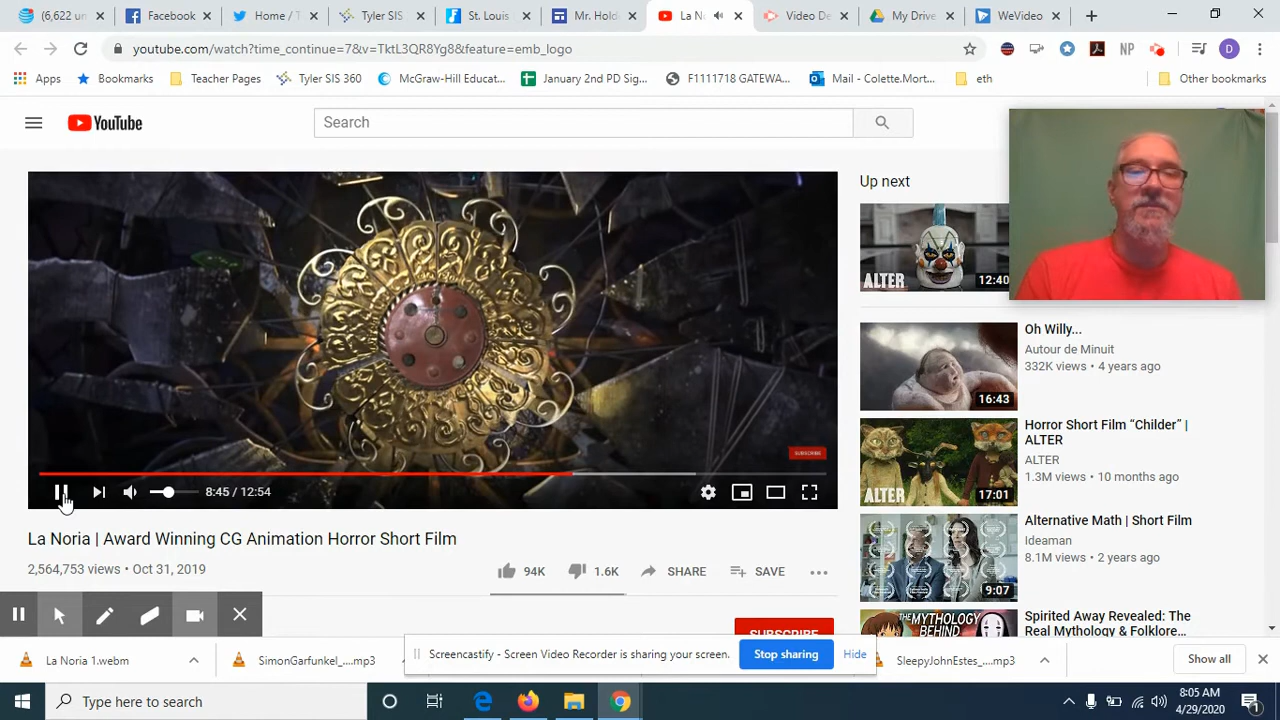 (6,622 un
Facebook
Home / T
Tyler SIS
St. Louis
Mr. Hold
La No
Video De
My Drive
WeVideo
youtube.com/watch?time_continue=7&v=TktL3QR8Yg8&feature=emb_logo
NP
D
Apps
Bookmarks
Teacher Pages
Tyler SIS 360
McGraw-Hill Educat...
January 2nd PD Sig...
F1111718 GATEWA...
Mail - Colette.Mort...
eth
Other bookmarks
YouTube
Search
Up next
ALTER
12:40
Oh Willy...
Autour de Minuit
332K views • 4 years ago
16:43
Horror Short Film “Childer” |
ALTER
ALTER
1.3M views • 10 months ago
ALTER
17:01
Alternative Math | Short Film
Ideaman
8.1M views • 2 years ago
9:07
Spirited Away Revealed: The
Real Mythology & Folklore...
THE MYTHOLOGY
BEHIND
SUBSCRIBE
8:45 / 12:54
La Noria | Award Winning CG Animation Horror Short Film
2,564,753 views • Oct 31, 2019
94K
1.6K
SHARE
SAVE
SUBSCRIBE
La Noria 1.webm
SimonGarfunkel_....mp3
Screencastify - Screen Video Recorder is sharing your screen.
Stop sharing
Hide
SleepyJohnEstes_....mp3
Show all
Type here to search
8:05 AM
4/29/2020
1